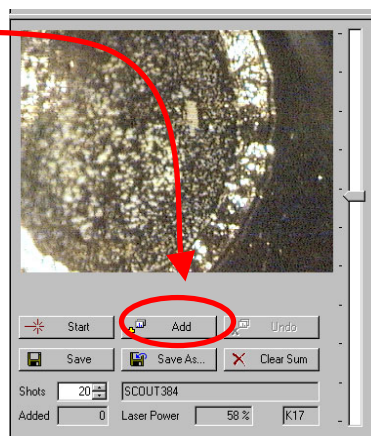 Start Add Undo
Save Save As... Clear Sum
Shots 20 SCOUT384
Added 0 Laser Power 58 % K17